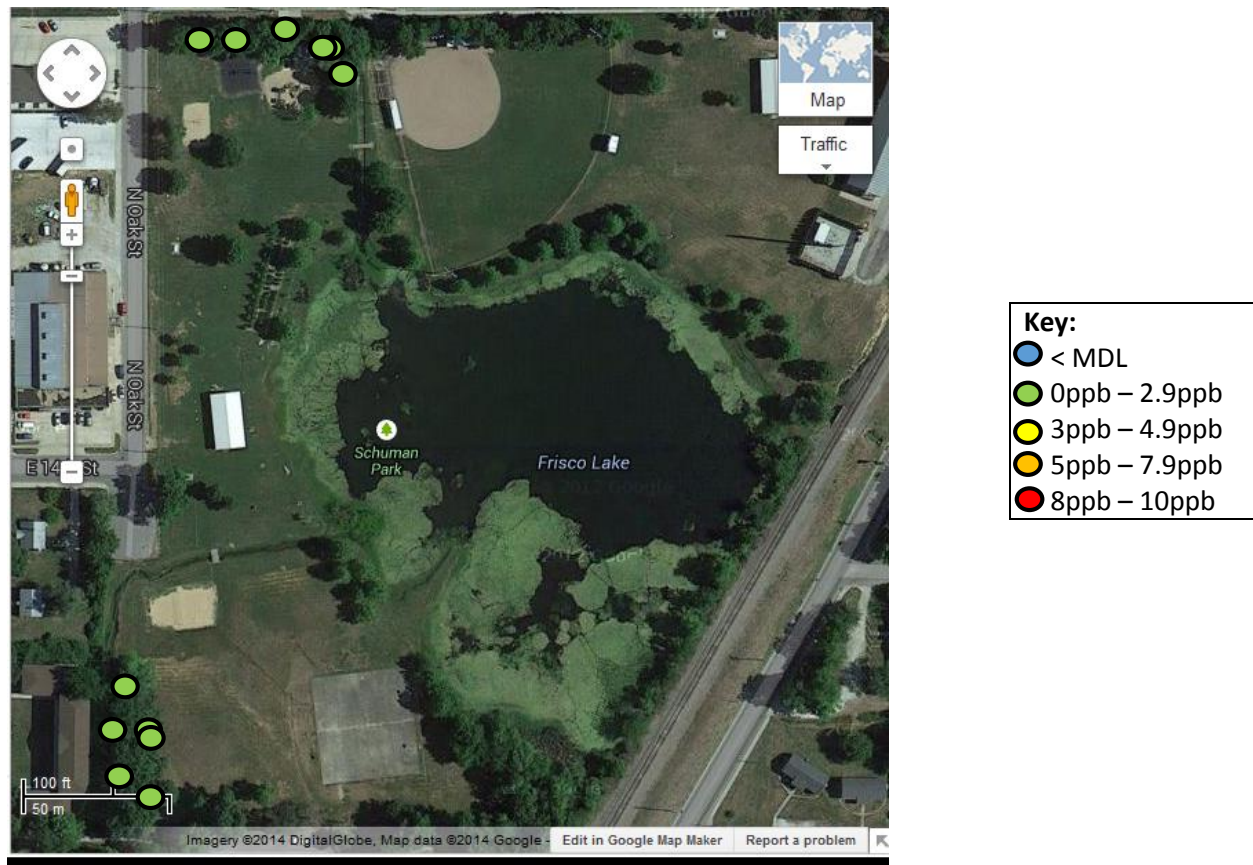 Map
Traffic
N Oak St
N Oak St
E 14 St
Schuman
Park
Frisco Lake
100 ft
50 m
Imagery ©2014 DigitalGlobe, Map data ©2014 Google -
Edit in Google Map Maker
Report a problem
Key:
< MDL
0ppb – 2.9ppb
3ppb – 4.9ppb
5ppb – 7.9ppb
8ppb – 10ppb